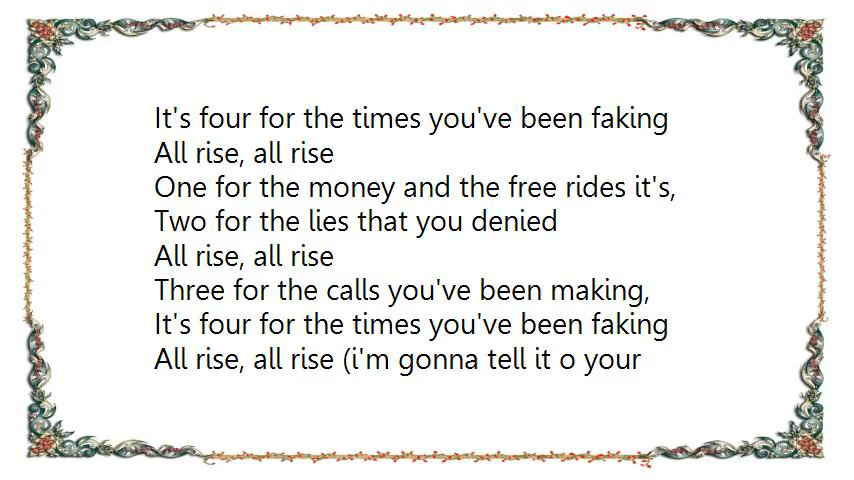 It's four for the times you've been faking
All rise, all rise
One for the money and the free rides it's,
Two for the lies that you denied
All rise, all rise
Three for the calls you've been making,
It's four for the times you've been faking
All rise, all rise (i'm gonna tell it o your